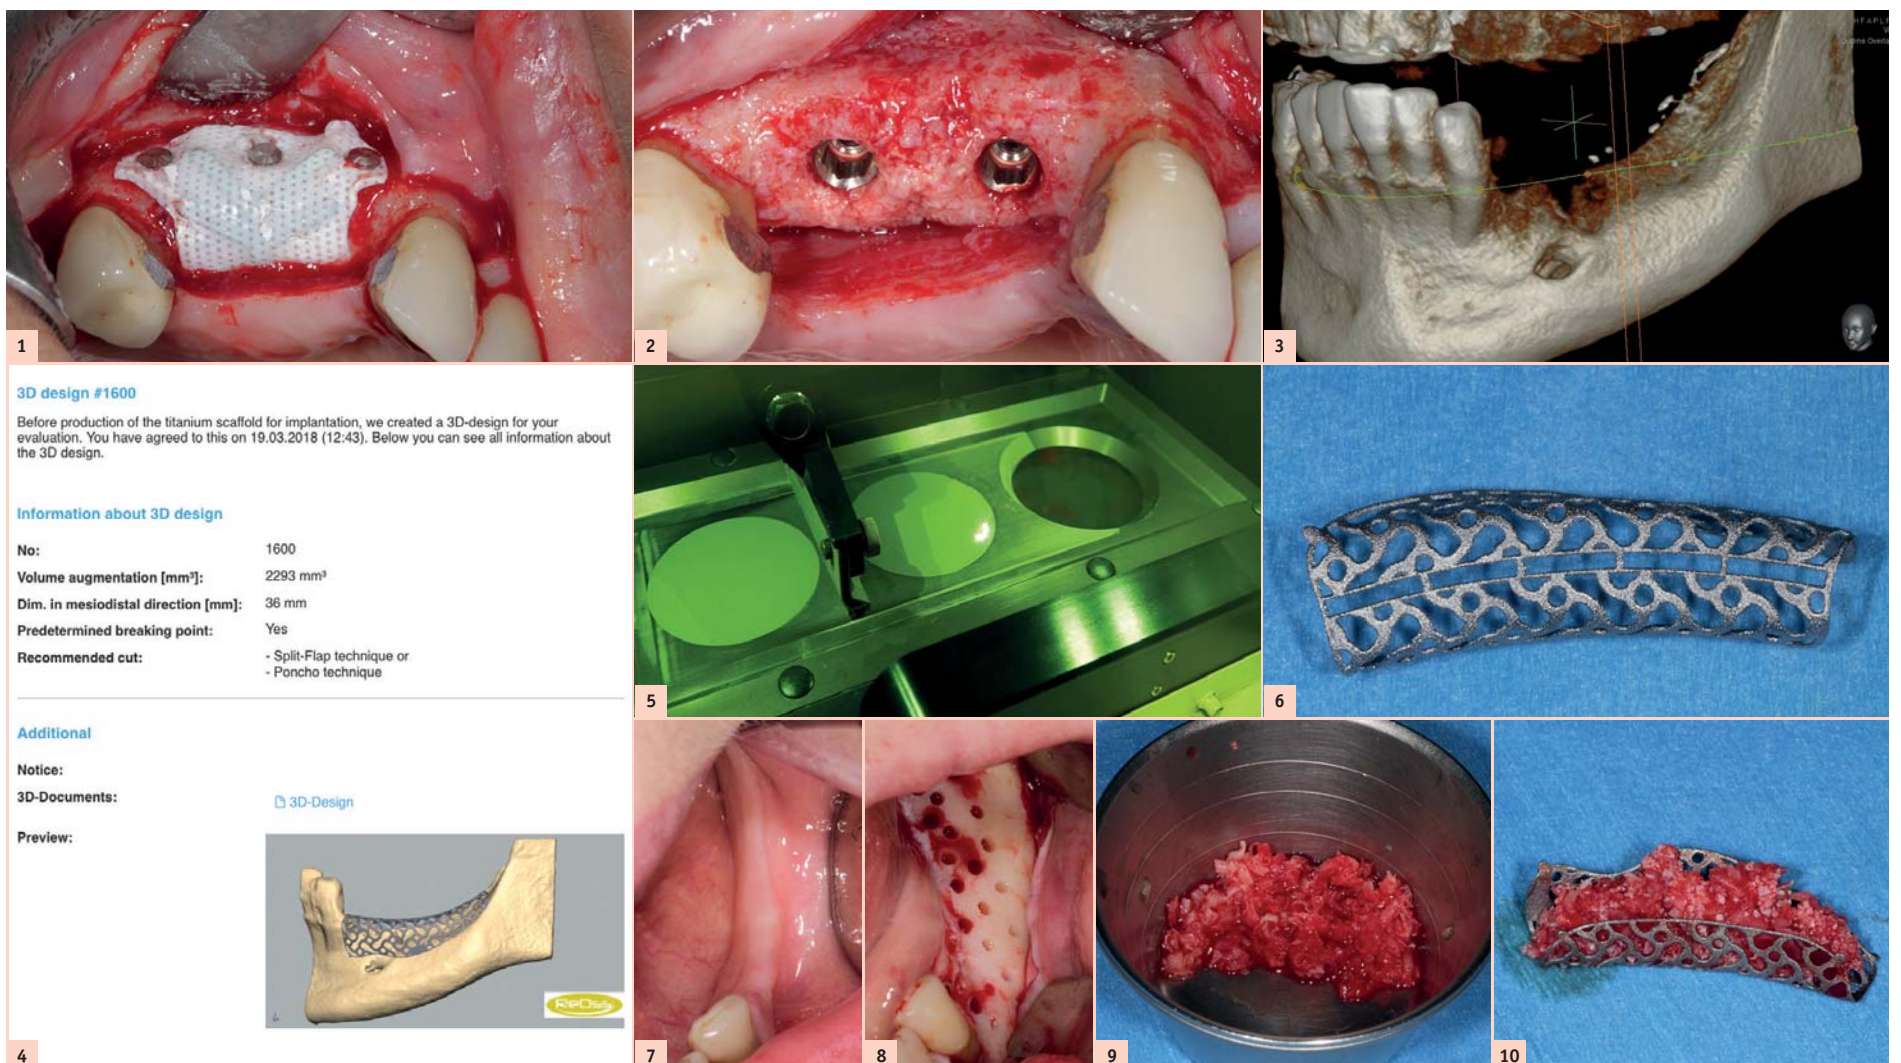 1
2
3
3D design #1600
Before production of the titanium scaffold for implantation, we created a 3D-design for your
evaluation. You have agreed to this on 19.03.2018 (12:43). Below you can see all information about
the 3D design.
Information about 3D design
No: 1600
Volume augmentation [mm³]: 2293 mm³
Dim. in mesiodistal direction [mm]: 36 mm
Predetermined breaking point: Yes
Recommended cut: - Split-Flap technique or
- Poncho technique
Additional
Notice:
3D-Documents: 3D-Design
Preview:
ReOss
4
5
6
7
8
9
10